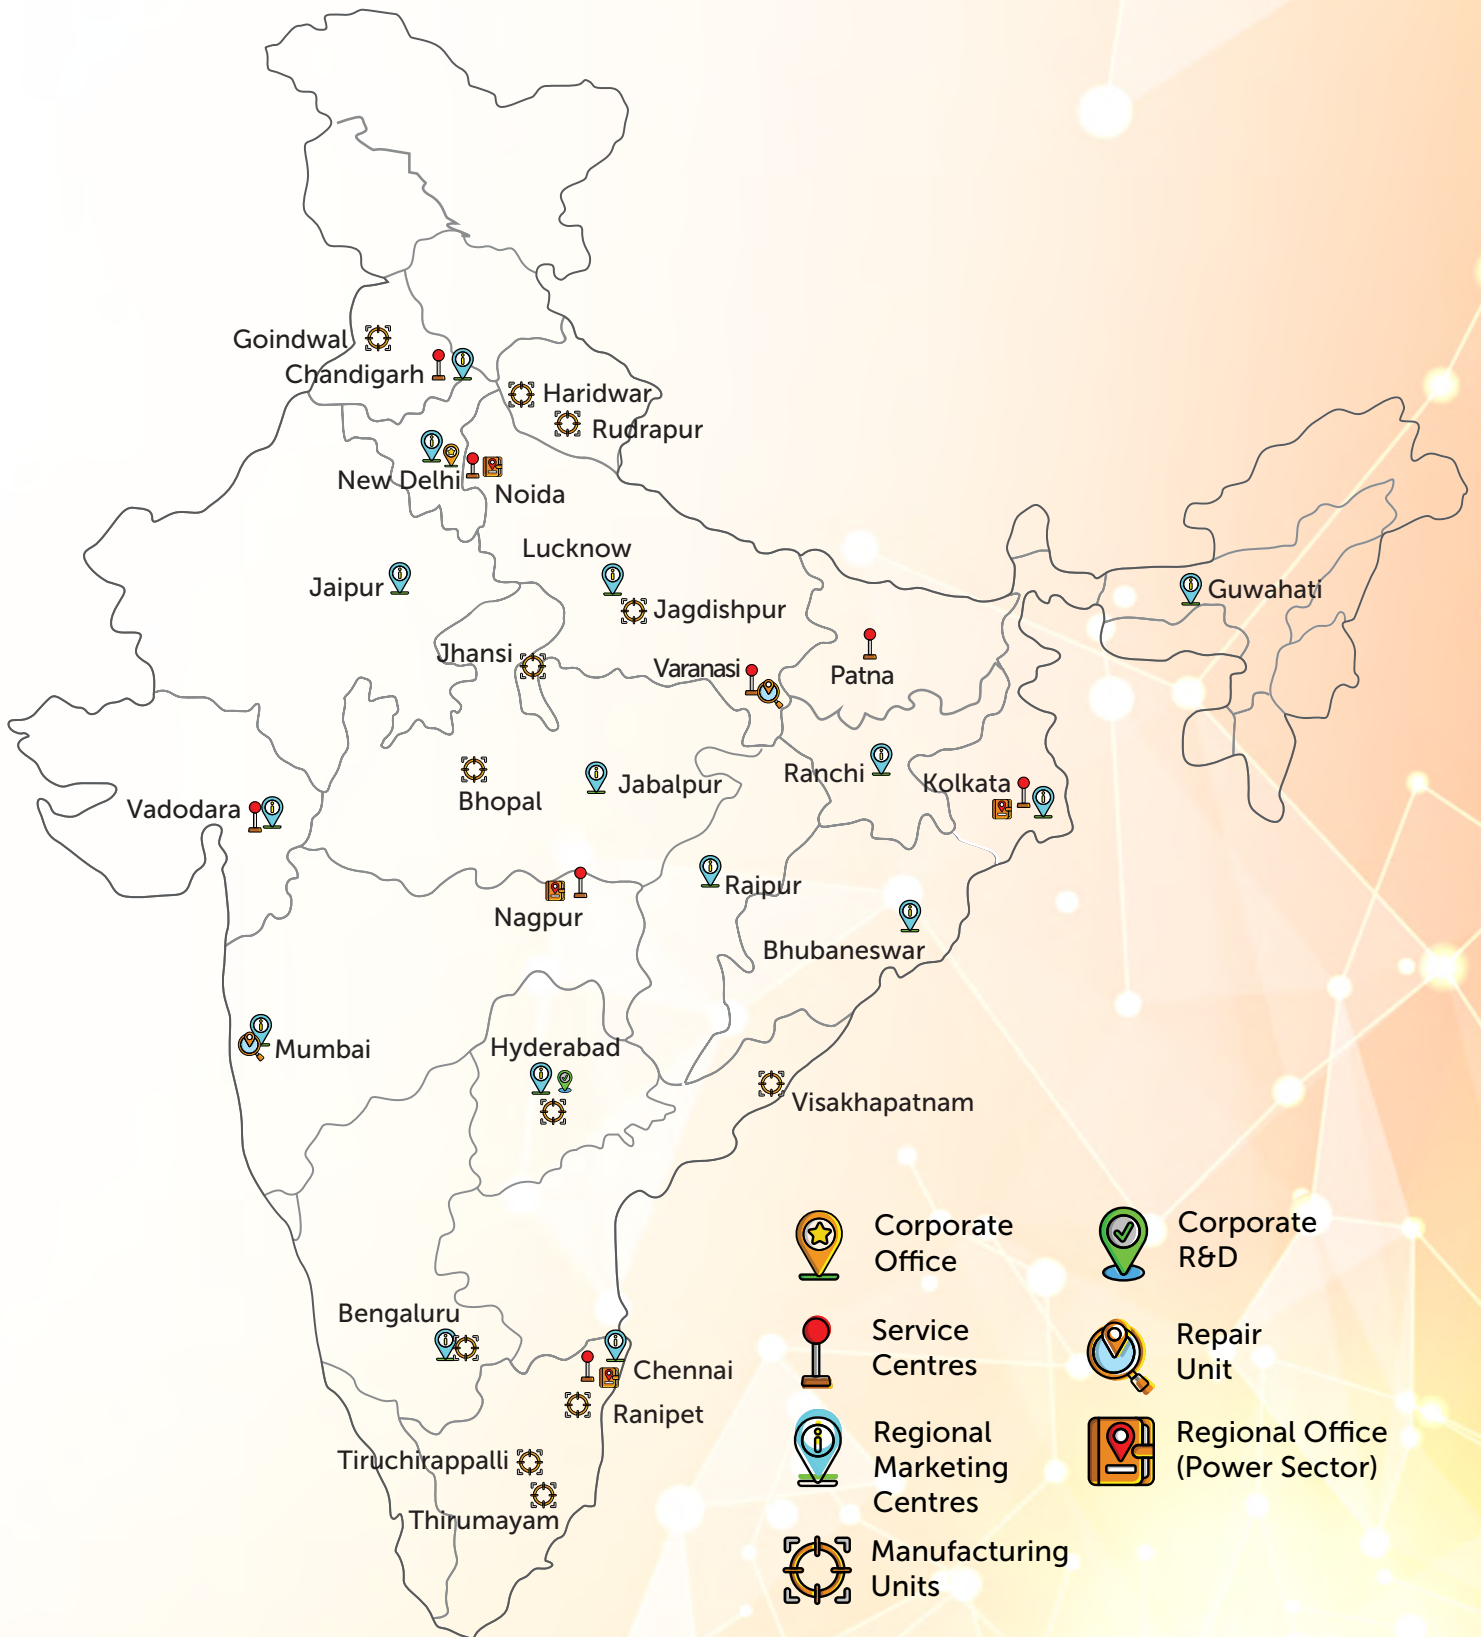 Goindwal
Chandigarh
Haridwar
Rudrapur
New Delhi
Noida
Lucknow
Jaipur
Jagdishpur
Guwahati
Jhansi
Varanasi
Patna
Ranchi
Kolkata
Bhopal
Jabalpur
Vadodara
Raipur
Nagpur
Bhubaneswar
Mumbai
Hyderabad
Visakhapatnam
Bengaluru
Chennai
Ranipet
Tiruchirappalli
Thirumayam
Corporate
Office
Corporate
R&D
Service
Centres
Repair
Unit
Regional
Marketing
Centres
Regional Office
(Power Sector)
Manufacturing
Units